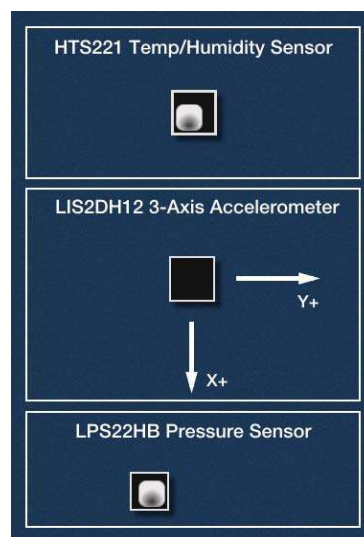 HTS221 Temp/Humidity Sensor
LIS2DH12 3-Axis Accelerometer
Y+
X+
LPS22HB Pressure Sensor